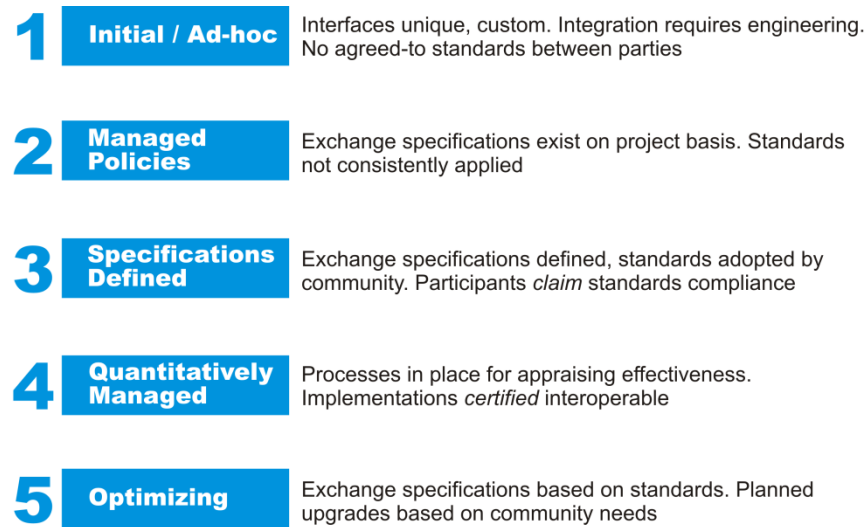 1
Initial / Ad-hoc
Interfaces unique, custom. Integration requires engineering.
No agreed-to standards between parties
2
Managed
Policies
Exchange specifications exist on project basis. Standards
not consistently applied
3
Specifications
Defined
Exchange specifications defined, standards adopted by
community. Participants claim standards compliance
4
Quantitatively
Managed
Processes in place for appraising effectiveness.
Implementations certified interoperable
5
Optimizing
Exchange specifications based on standards. Planned
upgrades based on community needs